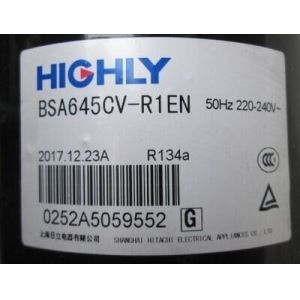 HIGHLY
BSA645CV-R1EN 50Hz 220-240V~
2017.12.23A R134a
0252A5059552 G
上海日立电器有限公司 SHANGHAI HITACHI ELECTRICAL APPLIANCES CO., LTD